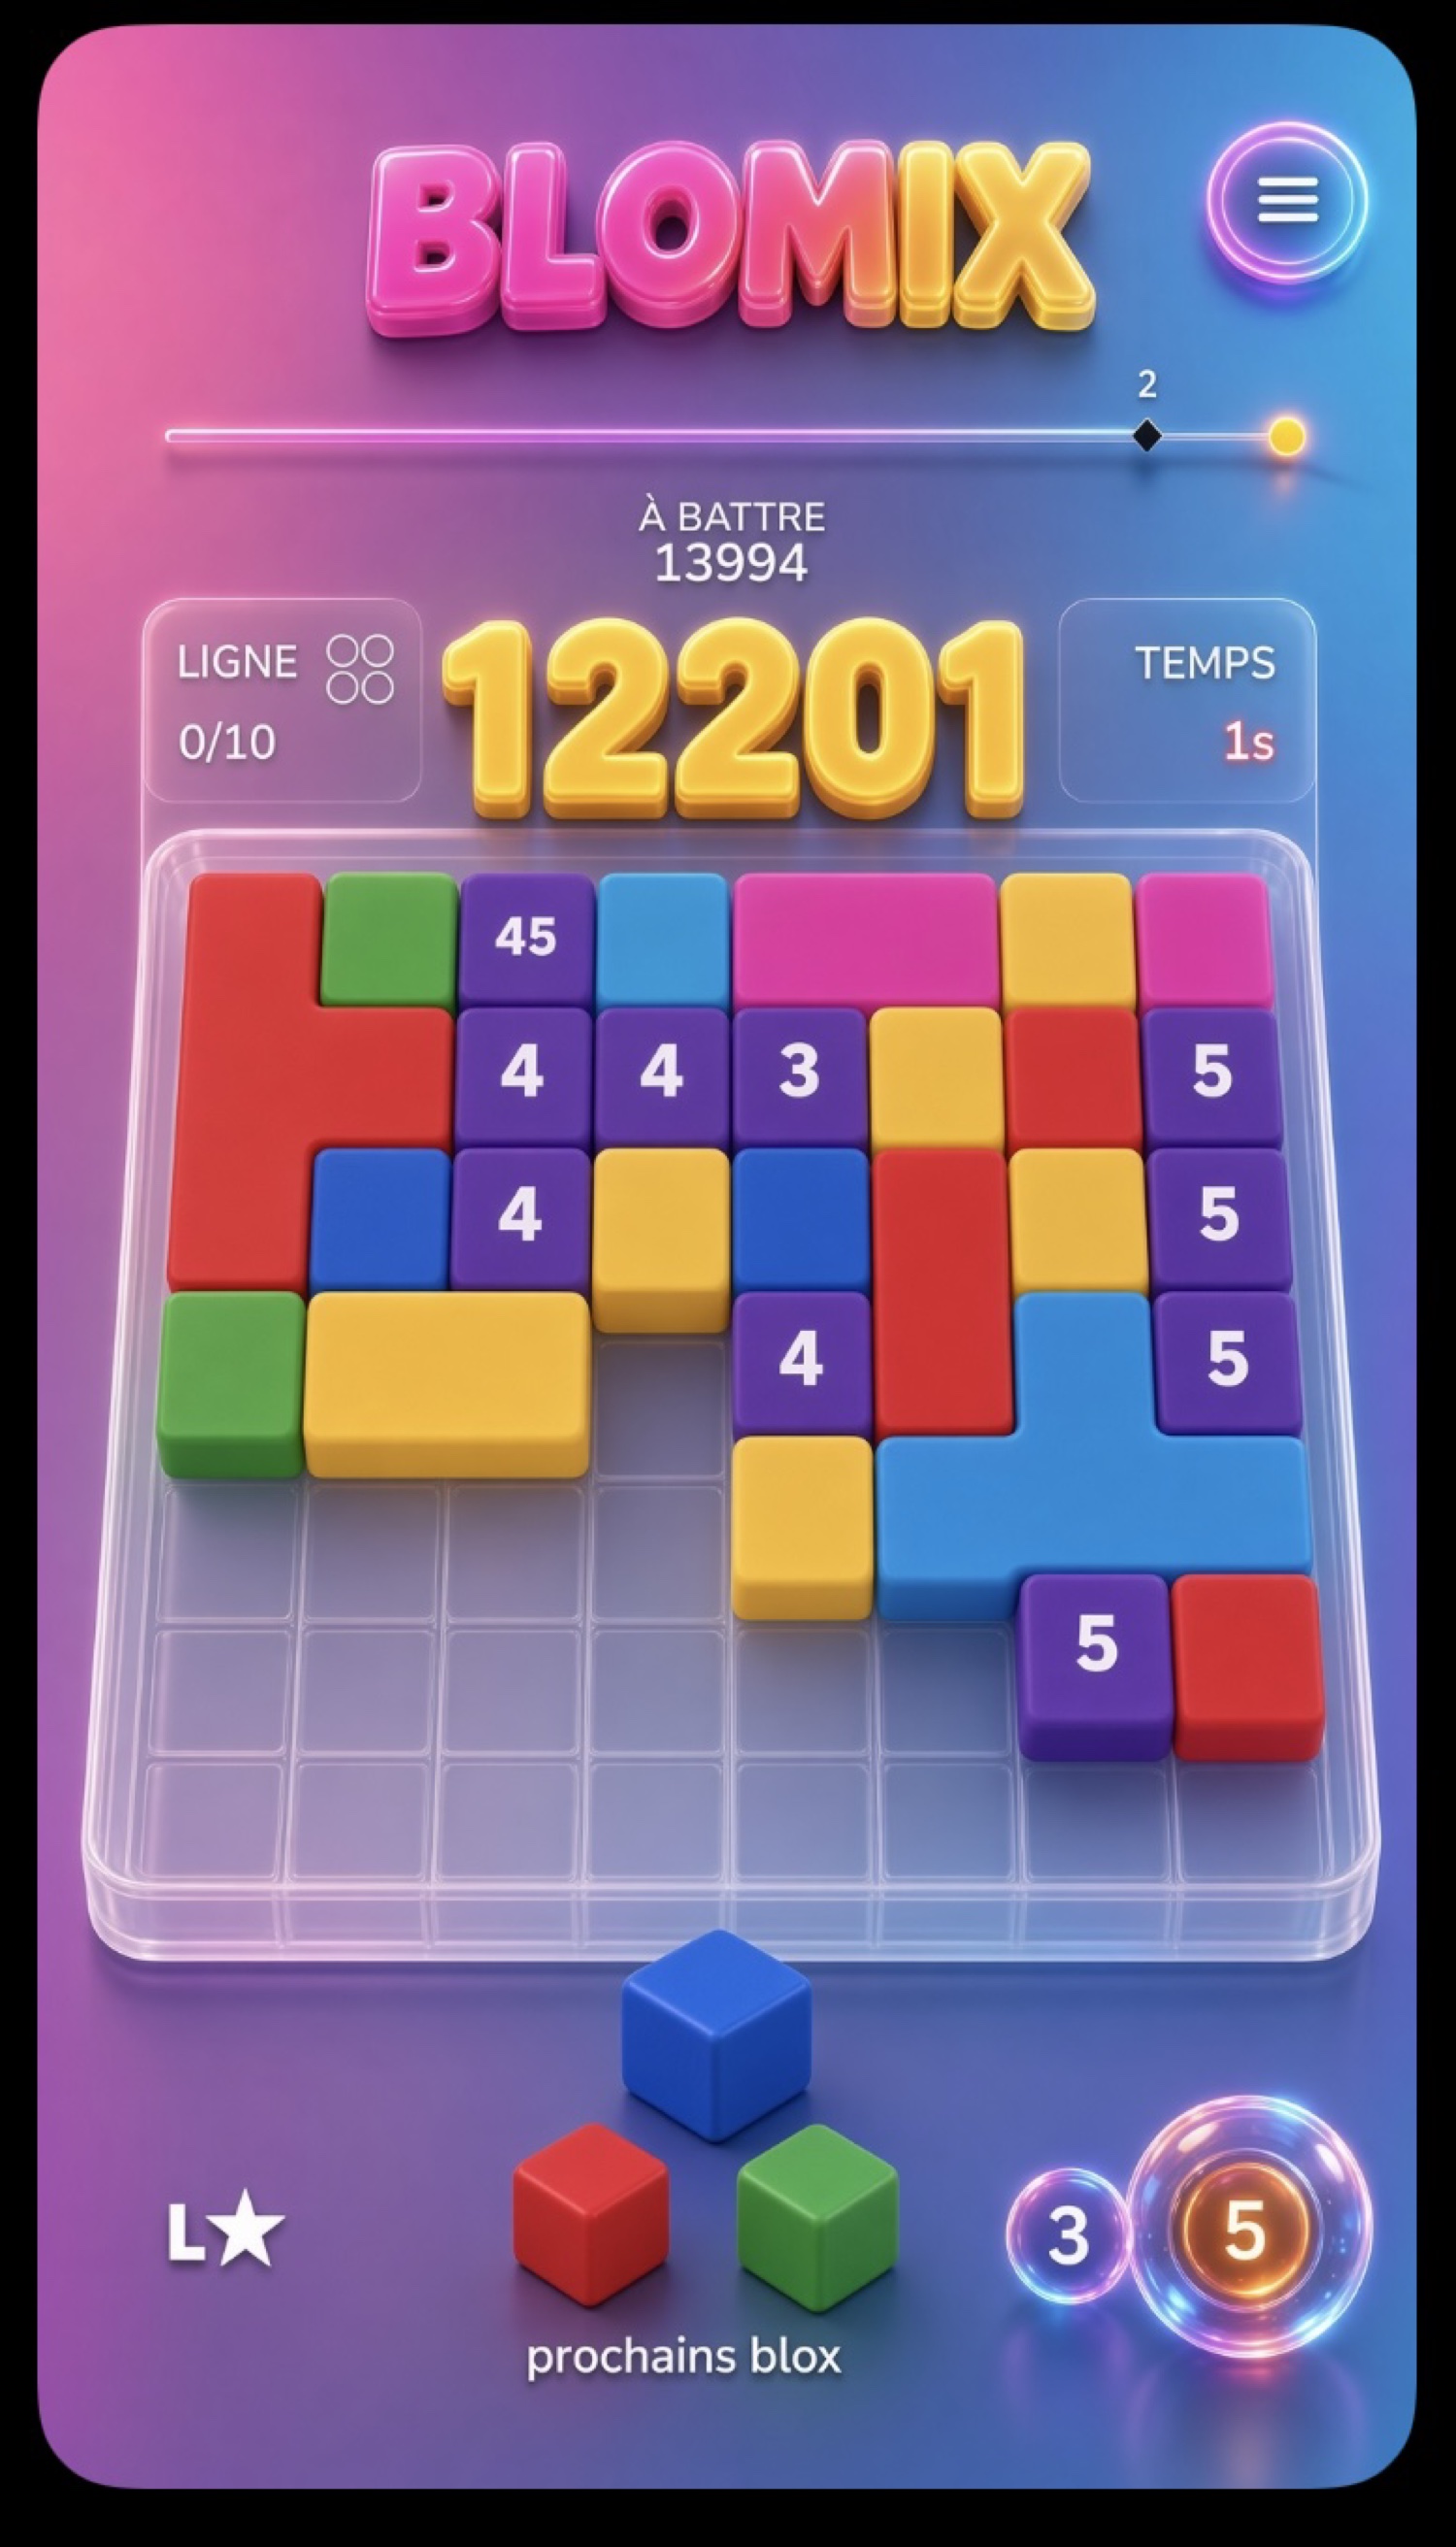 BLOMIX
2
À BATTRE
13994
LIGNE
0/10
12201
TEMPS
1s
45
4 4 3 5
4 5
4 5
5
L★
3 5
prochains blox